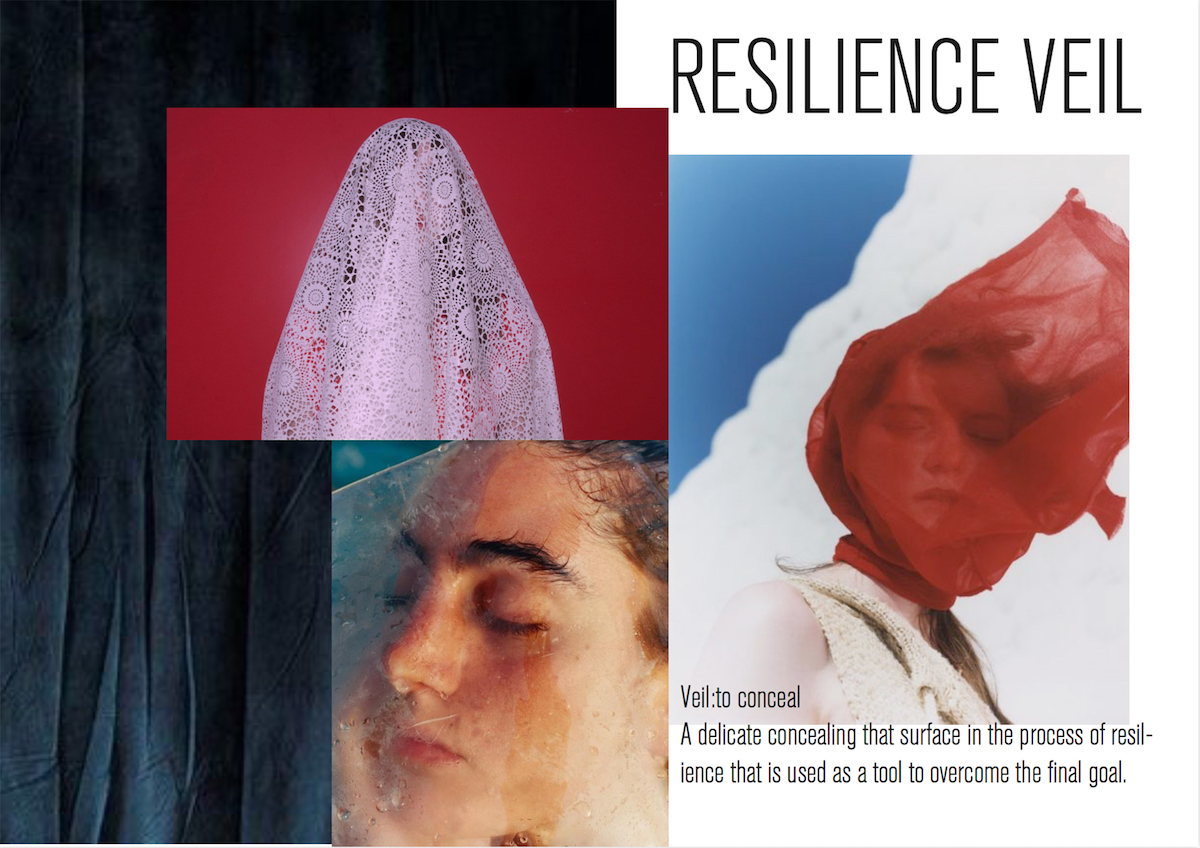 RESILIENCE VEIL
Veil:to conceal
A delicate concealing that surface in the process of resil-
ience that is used as a tool to overcome the final goal.